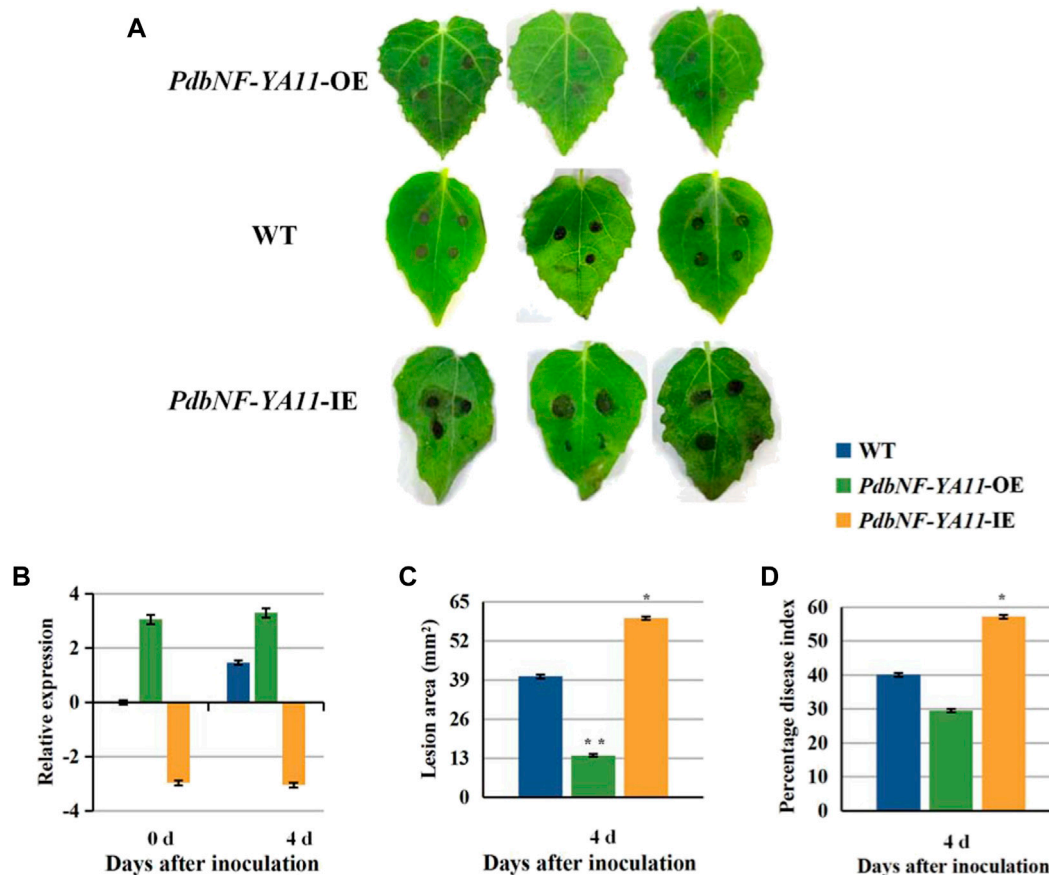 A
PdbNF-YA11-OE
WT
PdbNF-YA11-IE
WT
PdbNF-YA11-OE
PdbNF-YA11-IE
B
Relative expression
4
2
0
-2
-4
0 d 4 d
Days after inoculation
C
Lesion area (mm²)
65
52
39
26
13
0
* *
*
4 d
Days after inoculation
D
Percentage disease index
60
50
40
30
20
10
0
*
4 d
Days after inoculation